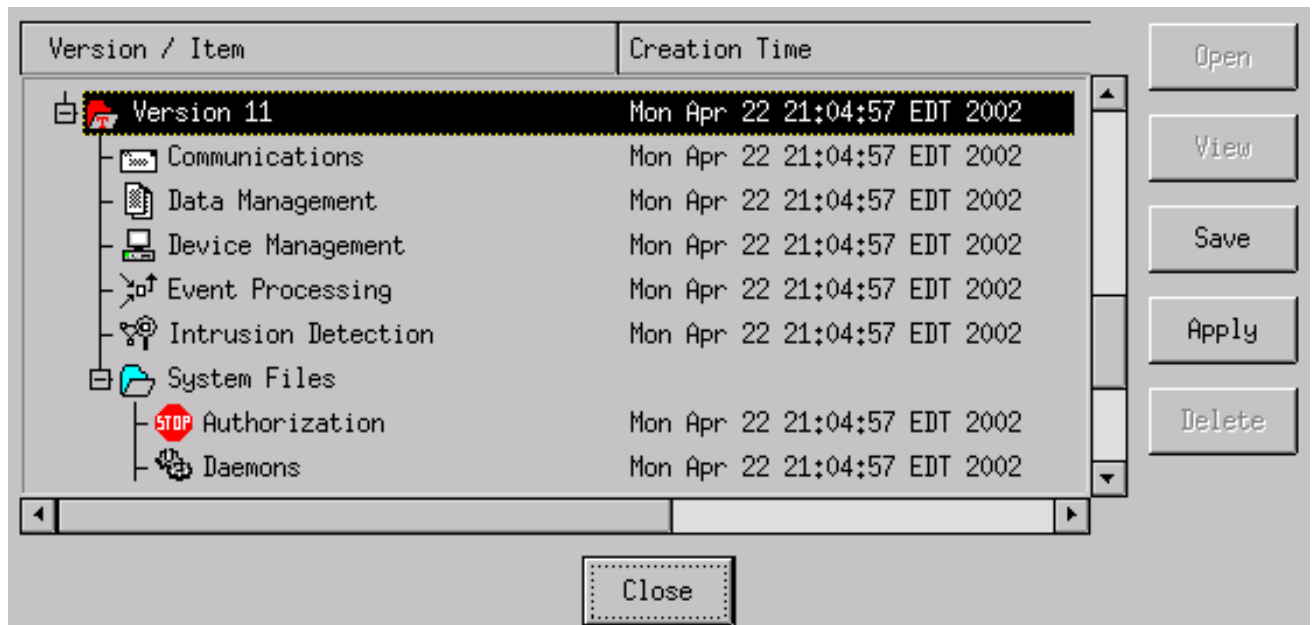 Version / Item Creation Time
Open
Version 11 Mon Apr 22 21:04:57 EDT 2002
Communications Mon Apr 22 21:04:57 EDT 2002
View
Data Management Mon Apr 22 21:04:57 EDT 2002
Device Management Mon Apr 22 21:04:57 EDT 2002
Save
Event Processing Mon Apr 22 21:04:57 EDT 2002
Intrusion Detection Mon Apr 22 21:04:57 EDT 2002
Apply
System Files
STOP Authorization Mon Apr 22 21:04:57 EDT 2002
Delete
Daemons Mon Apr 22 21:04:57 EDT 2002
Close